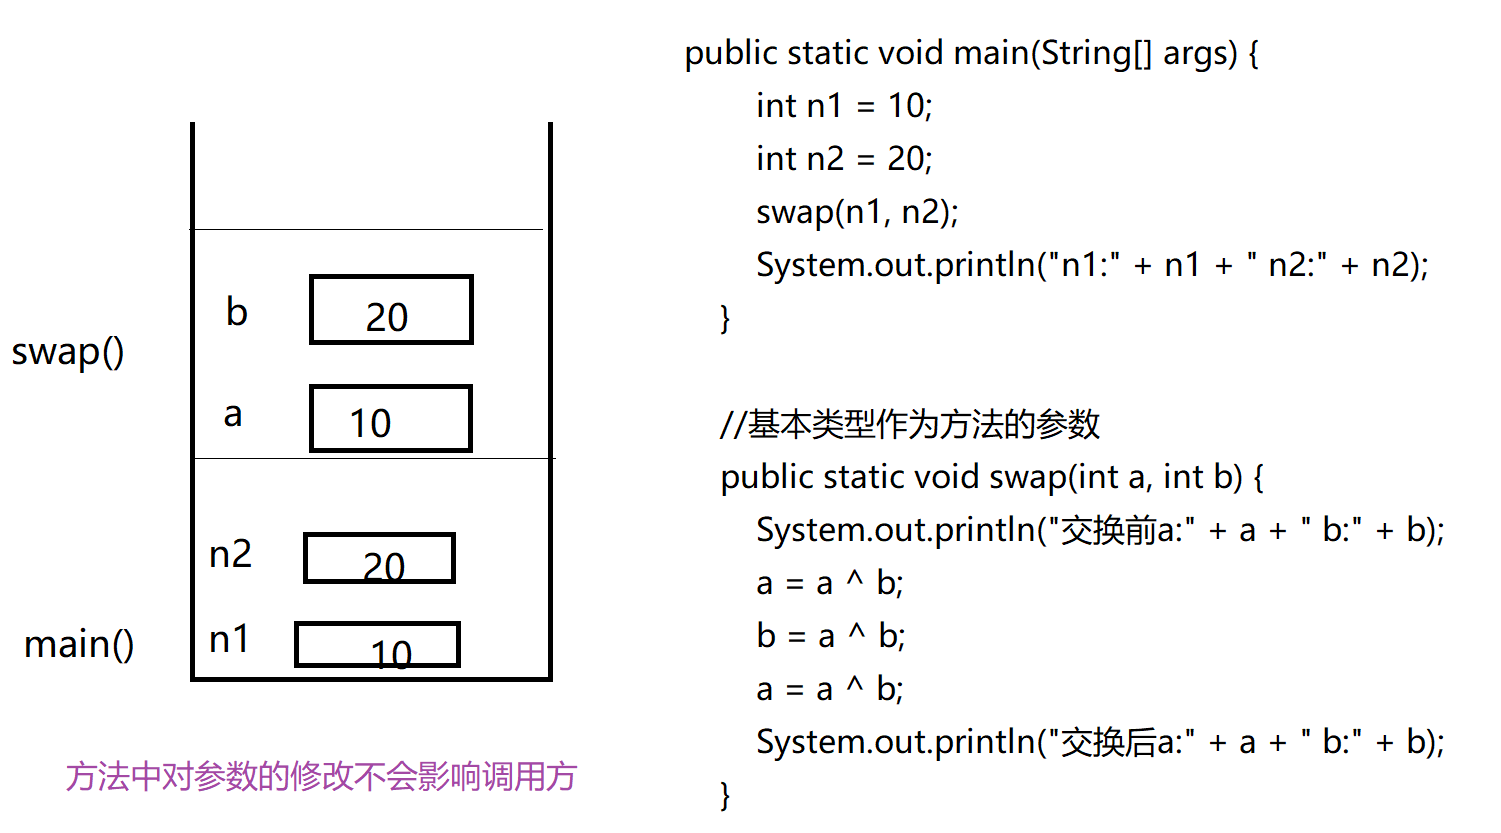 public static void main(String[] args) {
int n1 = 10;
int n2 = 20;
swap(n1, n2);
System.out.println("n1:" + n1 + " n2:" + n2);
}
//基本类型作为方法的参数
public static void swap(int a, int b) {
System.out.println("交换前a:" + a + " b:" + b);
a = a ^ b;
b = a ^ b;
a = a ^ b;
System.out.println("交换后a:" + a + " b:" + b);
}
b 20
swap()
a 10
n2 20
main() n1 10
方法中对参数的修改不会影响调用方